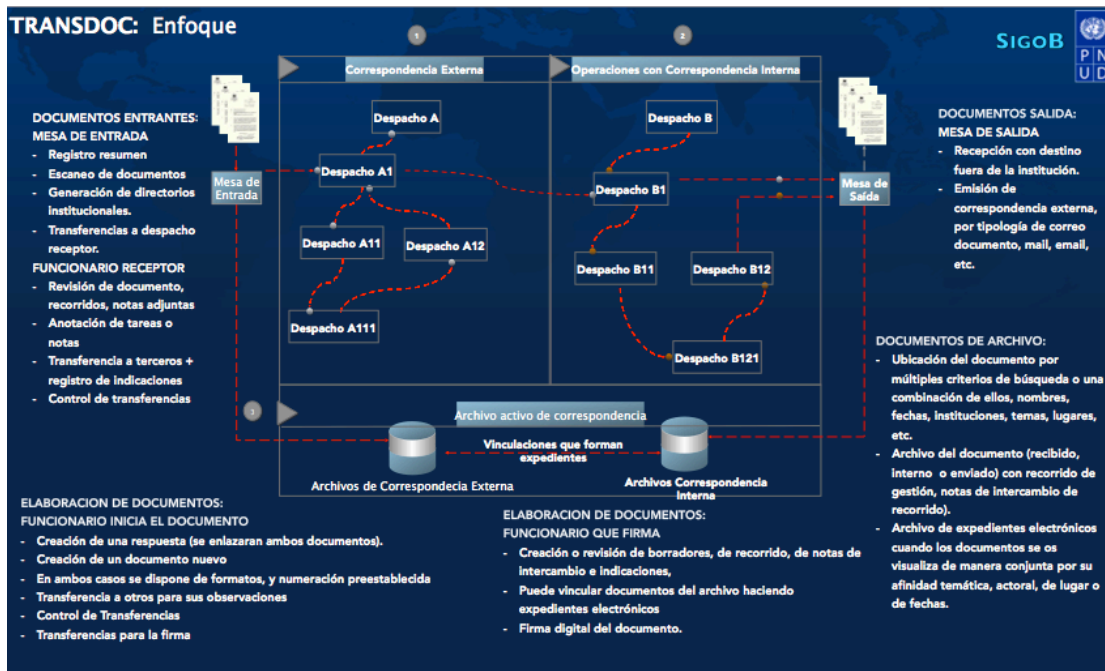 TRANSDOC: Enfoque
1
2
SIGOB
P N
U D
Correspondencia Externa
Operaciones con Correspondencia Interna
DOCUMENTOS ENTRANTES:
MESA DE ENTRADA
- Registro resumen
- Escaneo de documentos
- Generación de directorios
institucionales.
- Transferencias a despacho
receptor.
FUNCIONARIO RECEPTOR
- Revisión de documento,
recorridos, notas adjuntas
- Anotación de tareas o
notas
- Transferencia a terceros +
registro de indicaciones
- Control de transferencias
Mesa de
Entrada
Despacho A
Despacho A1
Despacho A11
Despacho A12
Despacho A111
Despacho B
Despacho B1
Despacho B11
Despacho B12
Despacho B121
Mesa de
Saída
DOCUMENTOS SALIDA:
MESA DE SALIDA
- Recepción con destino
fuera de la institución.
- Emisión de
correspondencia externa,
por tipología de correo
documento, mail, email,
etc.
3
Archivo activo de correspondencia
Vinculaciones que forman
expedientes
Archivos de Correspondecia Externa
Archivos Correspondencia
Interna
DOCUMENTOS DE ARCHIVO:
- Ubicación del documento por
múltiples criterios de búsqueda o una
combinación de ellos, nombres,
fechas, instituciones, temas, lugares,
etc.
- Archivo del documento (recibido,
interno o enviado) con recorrido de
gestión, notas de intercambio de
recorrido).
- Archivo de expedientes electrónicos
cuando los documentos se os
visualiza de manera conjunta por su
afinidad temática, actoral, de lugar o
de fechas.
ELABORACION DE DOCUMENTOS:
FUNCIONARIO INICIA EL DOCUMENTO
- Creación de una respuesta (se enlazaran ambos documentos).
- Creación de un documento nuevo
- En ambos casos se dispone de formatos, y numeración preestablecida
- Transferencia a otros para sus observaciones
- Control de Transferencias
- Transferencias para la firma
ELABORACION DE DOCUMENTOS:
FUNCIONARIO QUE FIRMA
- Creación o revisión de borradores, de recorrido, de notas de
intercambio e indicaciones,
- Puede vincular documentos del archivo haciendo
expedientes electrónicos
- Firma digital del documento.